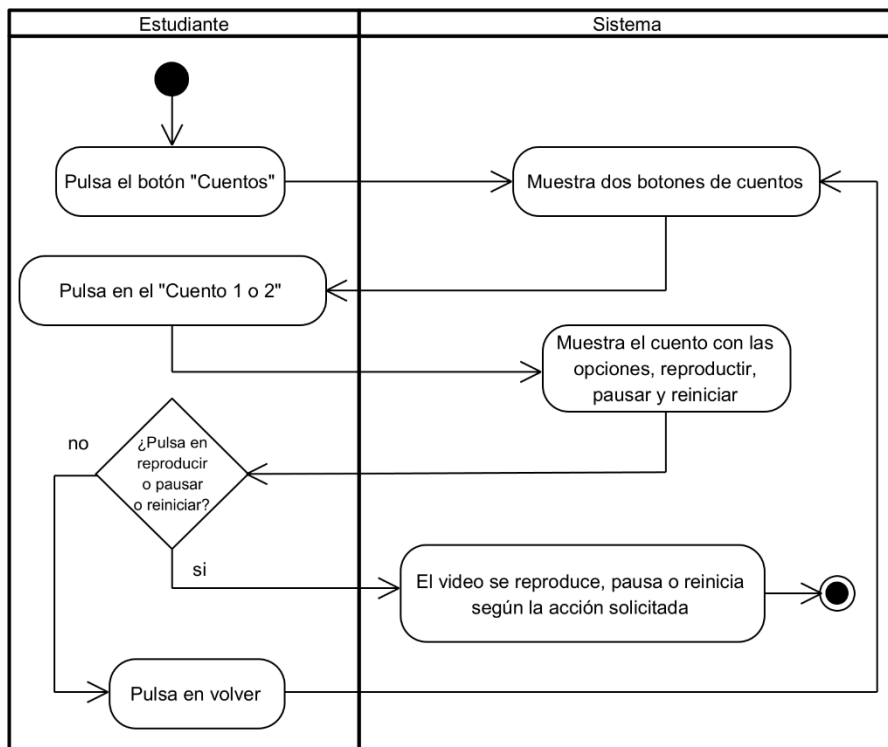 Estudiante
Sistema
Pulsa el botón "Cuentos"
Muestra dos botones de cuentos
Pulsa en el "Cuento 1 o 2"
Muestra el cuento con las
opciones, reproductir,
pausar y reiniciar
no
¿Pulsa en
reproducir
o pausar
o reiniciar?
si
El video se reproduce, pausa o reinicia
según la acción solicitada
Pulsa en volver